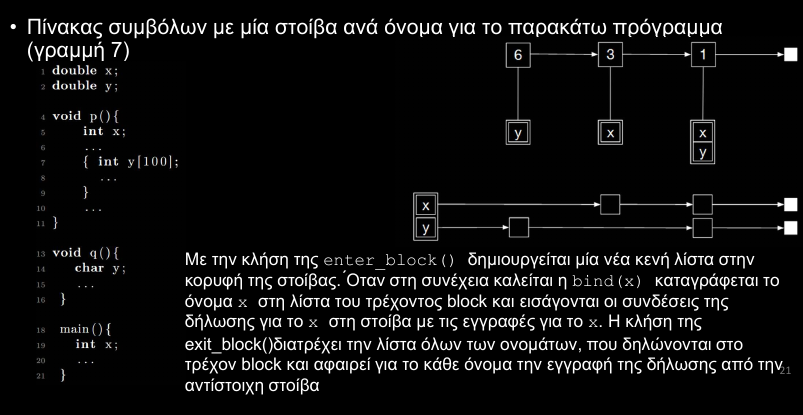 • Πίνακας συμβόλων με μία στοίβα ανά όνομα για το παρακάτω πρόγραμμα
(γραμμή 7)
1 double x;
2 double y;
4 void p(){
5 int x;
6 ...
7 { int y[100];
8 ...
9 }
10 ...
11 }
13 void q(){
14 char y;
15 ...
16 }
18 main(){
19 int x;
20 ...
21 }
6 3 1
y x x
y
x
y
Με την κλήση της enter_block() δημιουργείται μία νέα κενή λίστα στην
κορυφή της στοίβας. Όταν στη συνέχεια καλείται η bind(x) καταγράφεται το
όνομα x στη λίστα του τρέχοντος block και εισάγονται οι συνδέσεις της
δήλωσης για το x στη στοίβα με τις εγγραφές για το x. Η κλήση της
exit_block()διατρέχει την λίστα όλων των ονομάτων, που δηλώνονται στο
τρέχον block και αφαιρεί για το κάθε όνομα την εγγραφή της δήλωσης από την
αντίστοιχη στοίβα
21